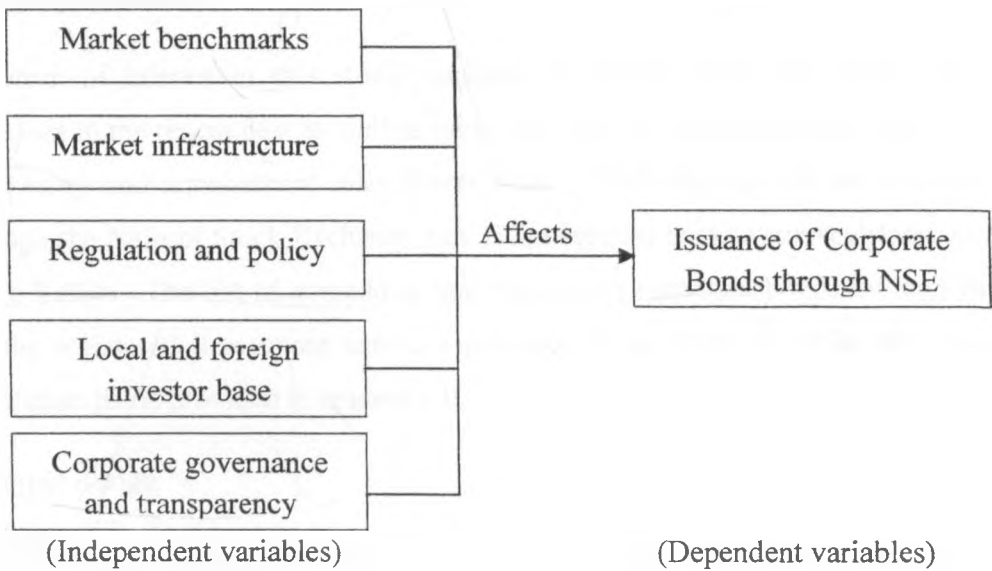 Market benchmarks
Market infrastructure
Regulation and policy
Affects
Issuance of Corporate
Bonds through NSE
Local and foreign
investor base
Corporate governance
and transparency
(Independent variables)
(Dependent variables)